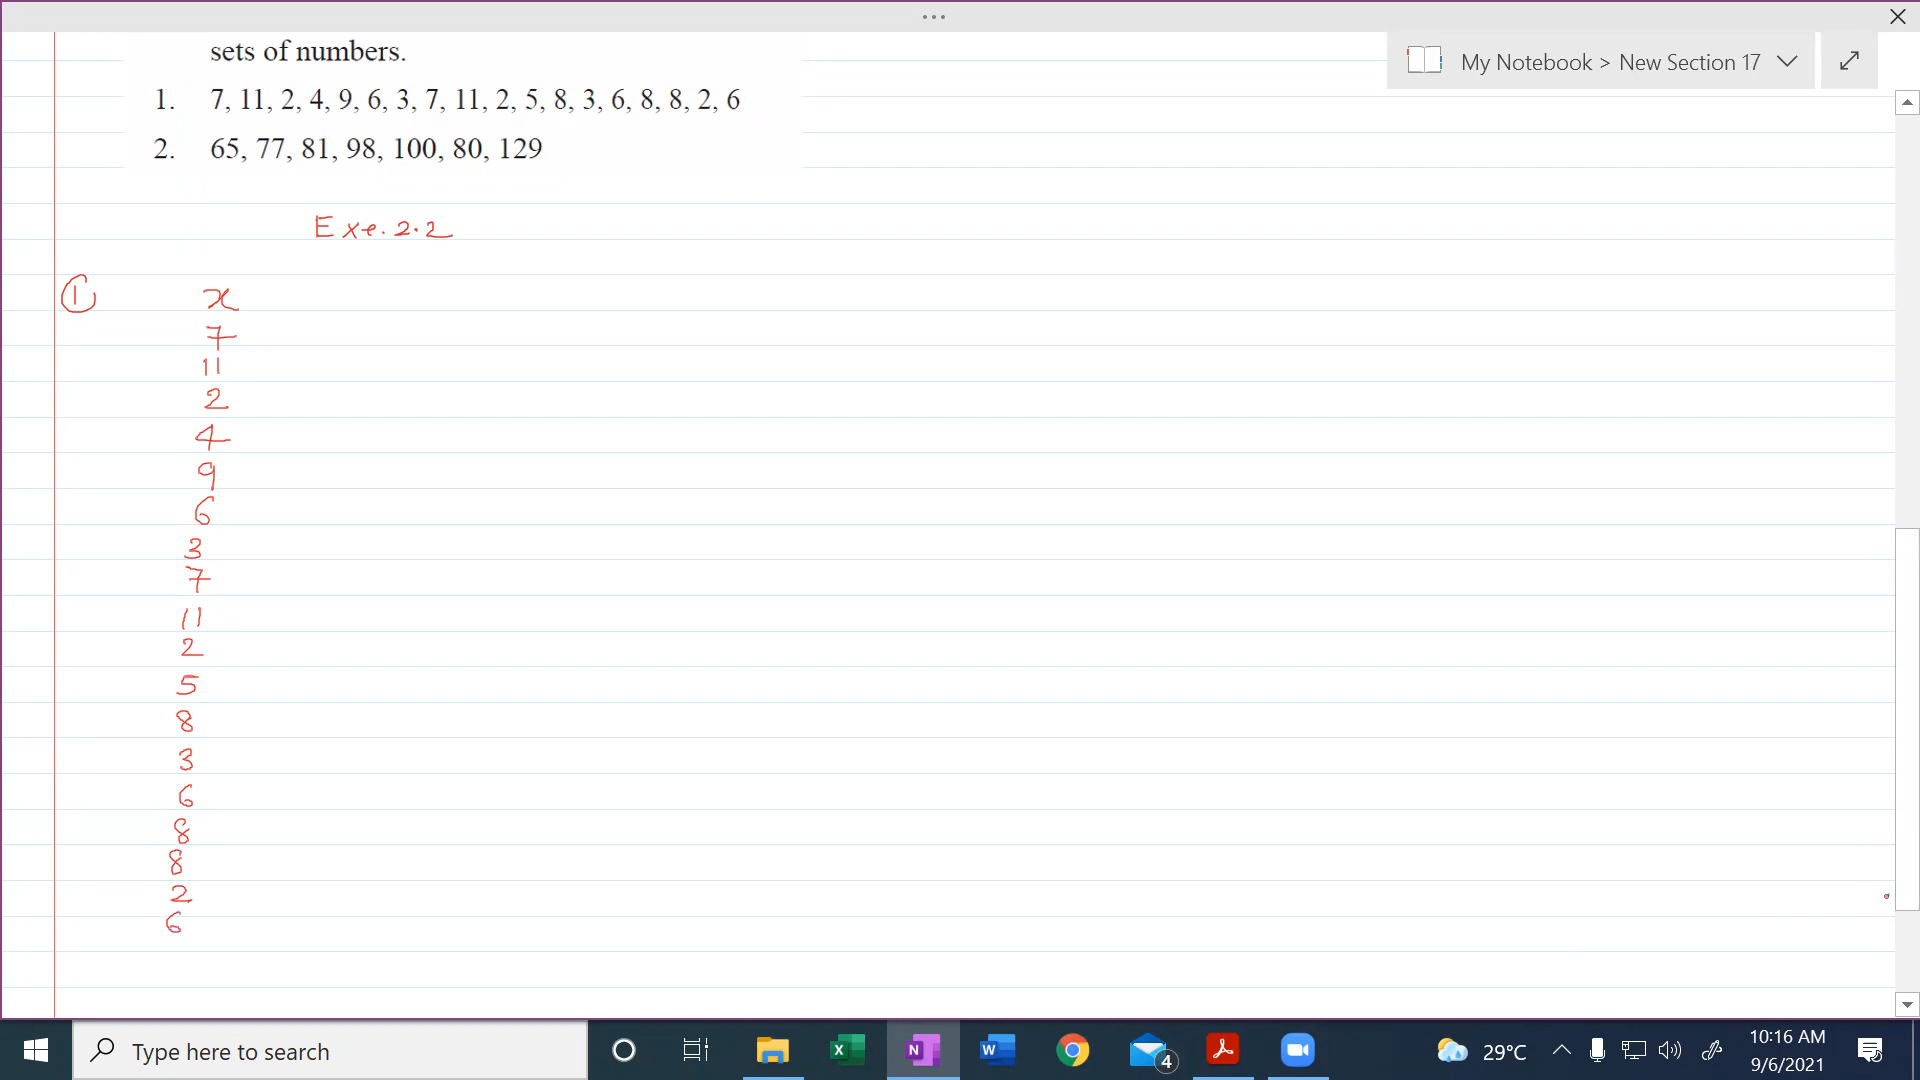 sets of numbers.
My Notebook > New Section 17
1. 7, 11, 2, 4, 9, 6, 3, 7, 11, 2, 5, 8, 3, 6, 8, 8, 2, 6
2. 65, 77, 81, 98, 100, 80, 129
Exe. 2.2
① x
7
11
2
4
9
6
3
7
11
2
5
8
3
6
8
8
2
6
Type here to search
4
29°C
10:16 AM
9/6/2021